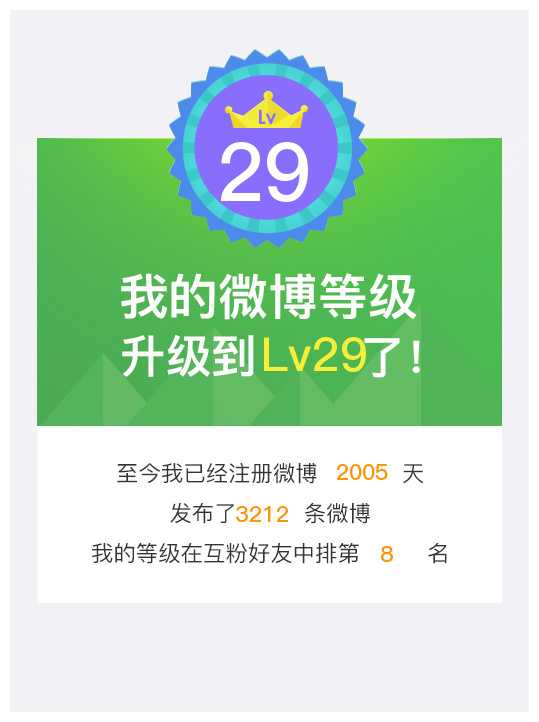 Lv
29
我的微博等级
升级到Lv29了！
至今我已经注册微博 2005 天
发布了3212 条微博
我的等级在互粉好友中排第 8 名